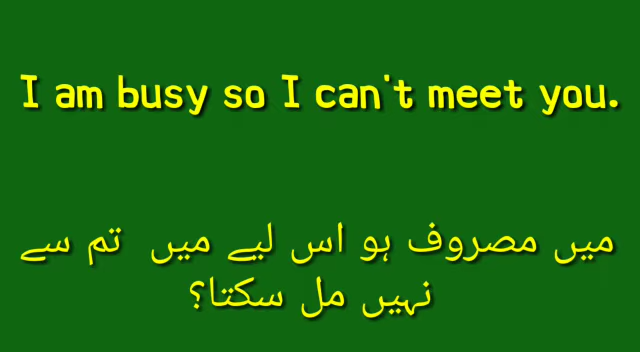 I am busy so I can't meet you.
میں مصروف ہو اس لیے میں تم سے
نہیں مل سکتا؟